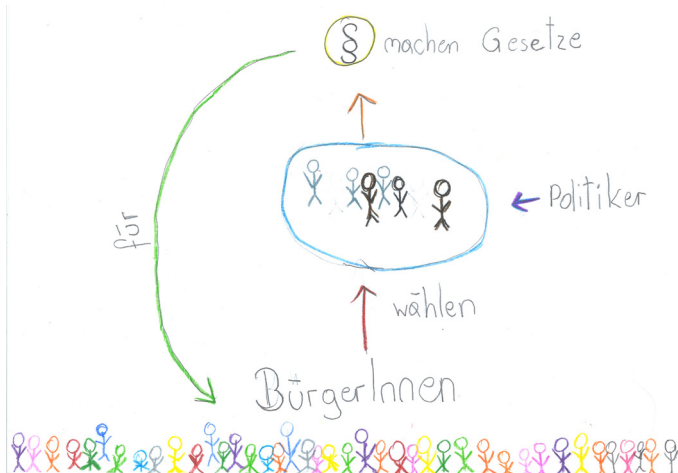 § machen Gesetze
Politiker
für
wählen
BürgerInnen